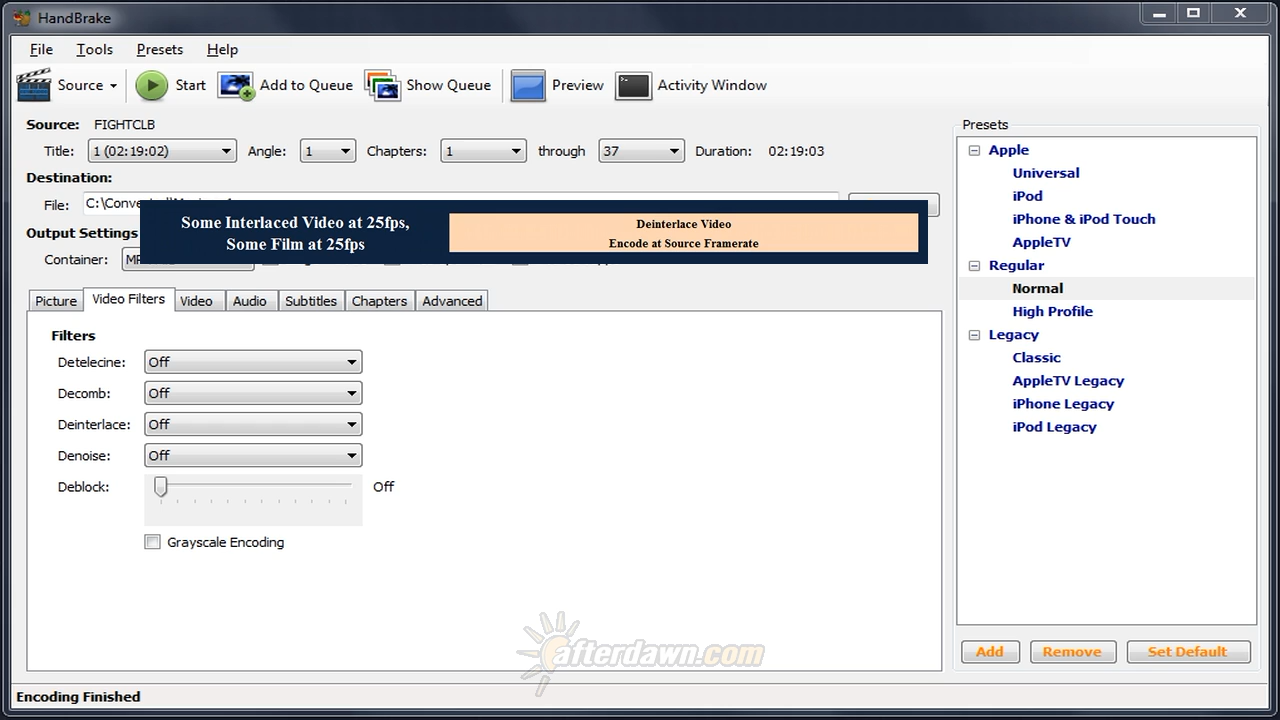 HandBrake
File Tools Presets Help
Source Start Add to Queue Show Queue Preview Activity Window
Source: FIGHTCLB
Title: 1 (02:19:02) Angle: 1 Chapters: 1 through 37 Duration: 02:19:03
Destination:
File:
Some Interlaced Video at 25fps,
Some Film at 25fps
Deinterlace Video
Encode at Source Framerate
Output Settings
Container:
Picture Video Filters Video Audio Subtitles Chapters Advanced
Filters
Detelecine: Off
Decomb: Off
Deinterlace: Off
Denoise: Off
Deblock: Off
Grayscale Encoding
Presets
Apple
Universal
iPod
iPhone & iPod Touch
AppleTV
Regular
Normal
High Profile
Legacy
Classic
AppleTV Legacy
iPhone Legacy
iPod Legacy
Add Remove Set Default
afterdawn.com
Encoding Finished